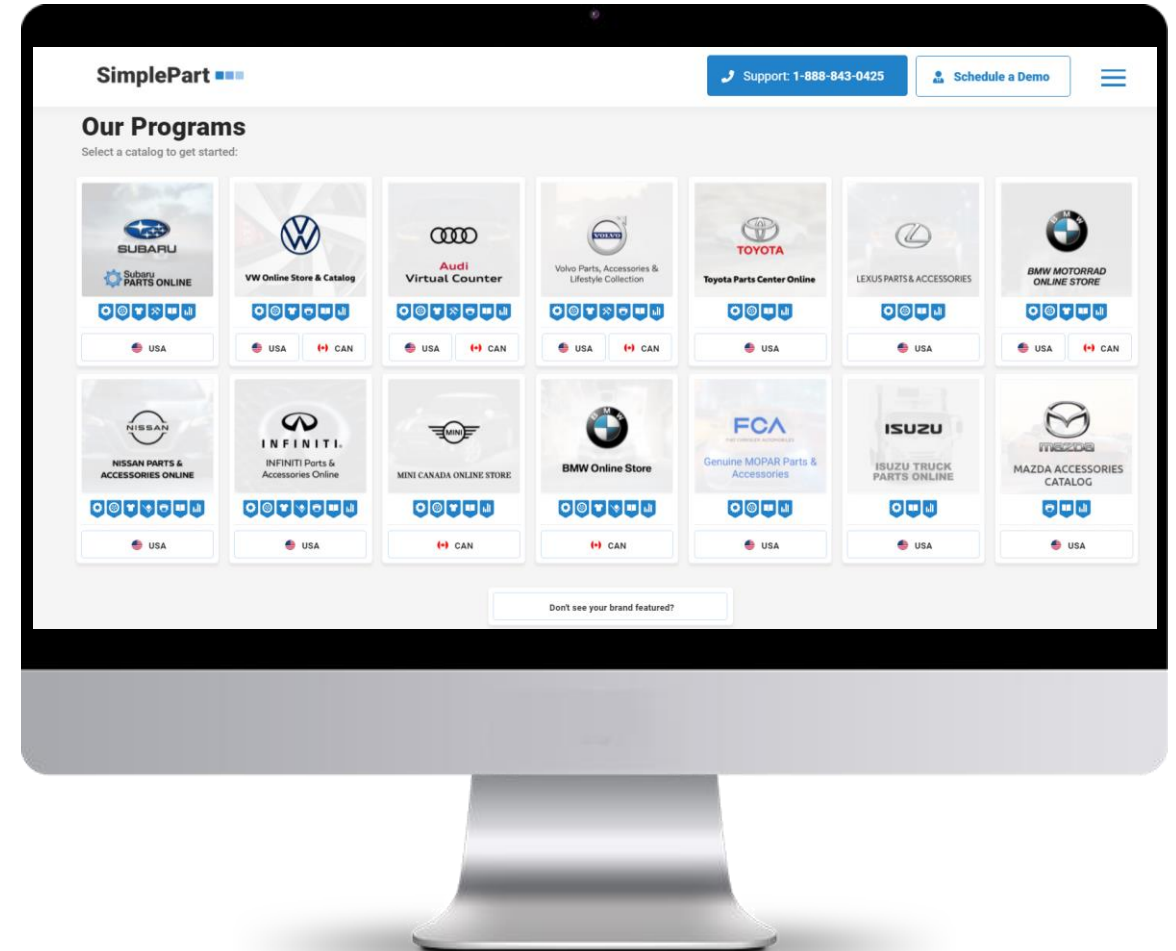 SimplePart
Support: 1-888-843-0425
Schedule a Demo
Our Programs
Select a catalog to get started:
SUBARU
Subaru
PARTS ONLINE
USA
VW Online Store & Catalog
USA
CAN
Audi
Virtual Counter
USA
CAN
VOLVO
Volvo Parts, Accessories &
Lifestyle Collection
USA
CAN
TOYOTA
Toyota Parts Center Online
USA
LEXUS PARTS & ACCESSORIES
USA
BMW
BMW MOTORRAD
ONLINE STORE
USA
CAN
NISSAN
NISSAN PARTS &
ACCESSORIES ONLINE
USA
INFINITI.
INFINITI Parts &
Accessories Online
USA
MINI
MINI CANADA ONLINE STORE
CAN
BMW
BMW Online Store
CAN
FCA
Genuine MOPAR Parts &
Accessories
USA
ISUZU
ISUZU TRUCK
PARTS ONLINE
USA
mazda
MAZDA ACCESSORIES
CATALOG
USA
Don't see your brand featured?